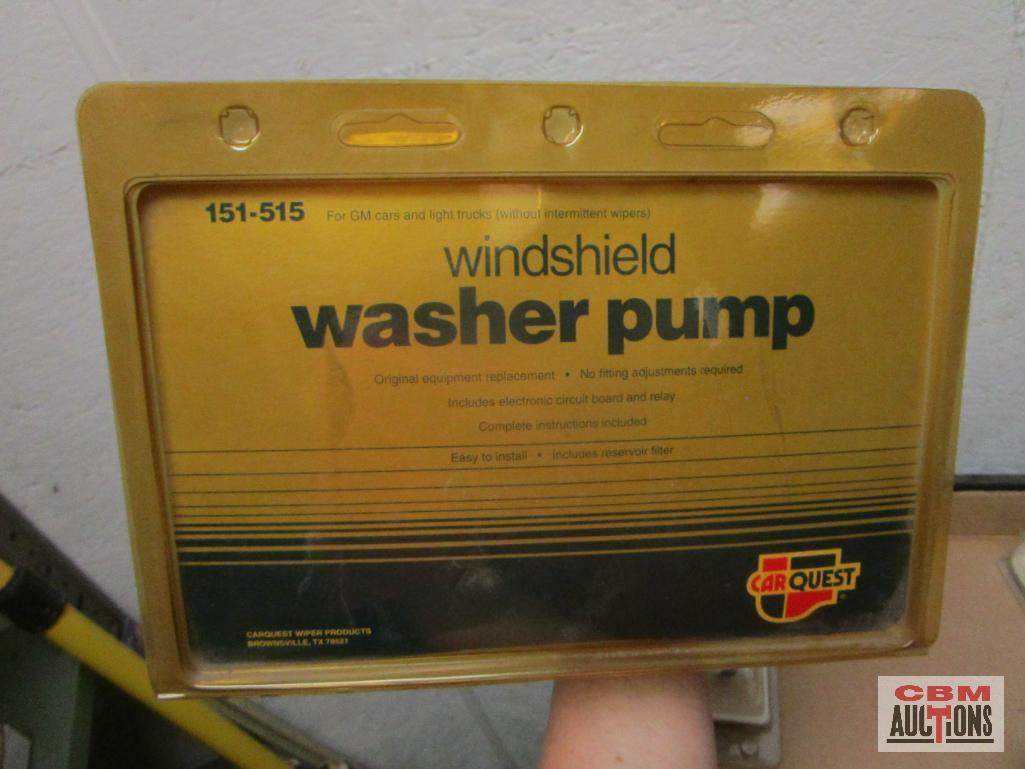 151-515 For GM cars and light trucks (without intermittent wipers)
windshield
washer pump
Original equipment replacement • No fitting adjustments required
Includes electronic circuit board and relay
Complete instructions included
Easy to install • Includes reservoir filter
CARQUEST
CARQUEST WIPER PRODUCTS
BROWNSVILLE, TX 78521
CBM
AUCTIONS